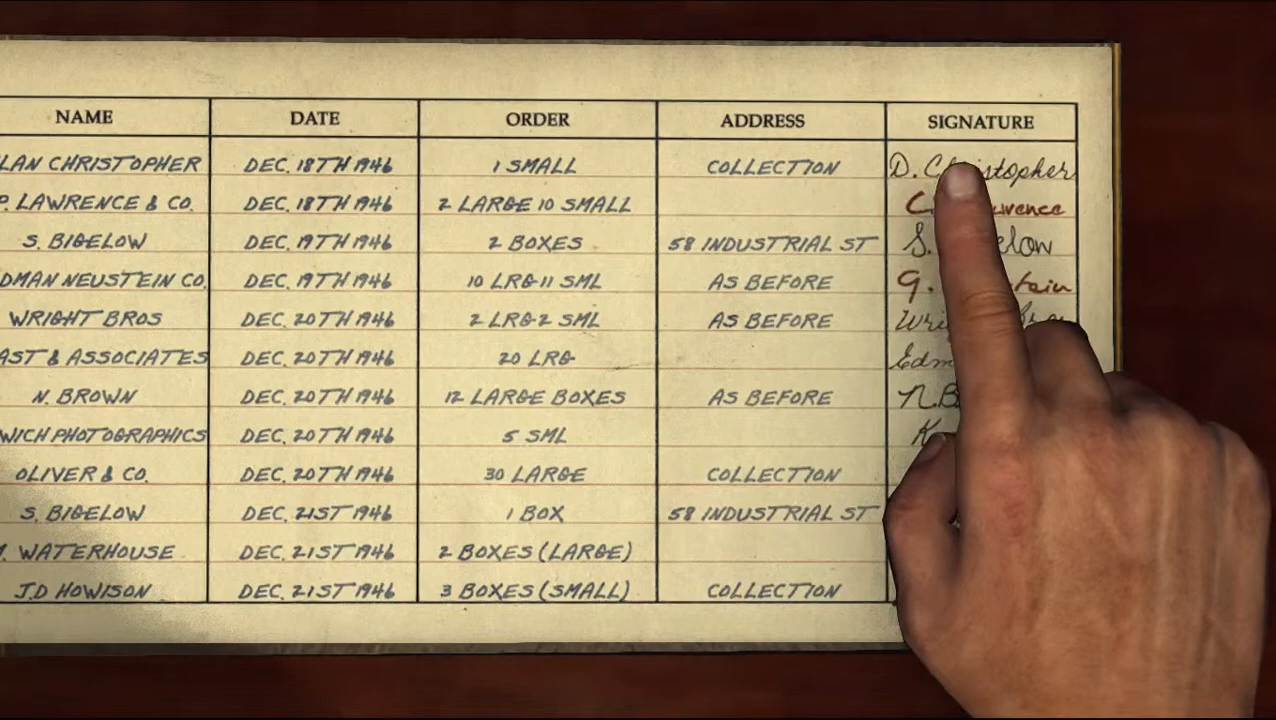 NAME DATE ORDER ADDRESS SIGNATURE
LAN CHRISTOPHER DEC. 18TH 1946 1 SMALL COLLECTION D. Christopher
P. LAWRENCE & CO. DEC. 18TH 1946 2 LARGE 10 SMALL
S. BIGELOW DEC. 19TH 1946 2 BOXES 58 INDUSTRIAL ST S.
DMAN NEUSTEIN CO. DEC. 19TH 1946 10 LRG 11 SML AS BEFORE G.
WRIGHT BROS DEC. 20TH 1946 2 LRG 2 SML AS BEFORE
AST & ASSOCIATES DEC. 20TH 1946 20 LRG
N. BROWN DEC. 20TH 1946 12 LARGE BOXES AS BEFORE N.B
WICH PHOTOGRAPHICS DEC. 20TH 1946 5 SML K
OLIVER & CO. DEC. 20TH 1946 30 LARGE COLLECTION
S. BIGELOW DEC. 21ST 1946 1 BOX 58 INDUSTRIAL ST
. WATERHOUSE DEC. 21ST 1946 2 BOXES (LARGE)
J.D HOWISON DEC. 21ST 1946 3 BOXES (SMALL) COLLECTION